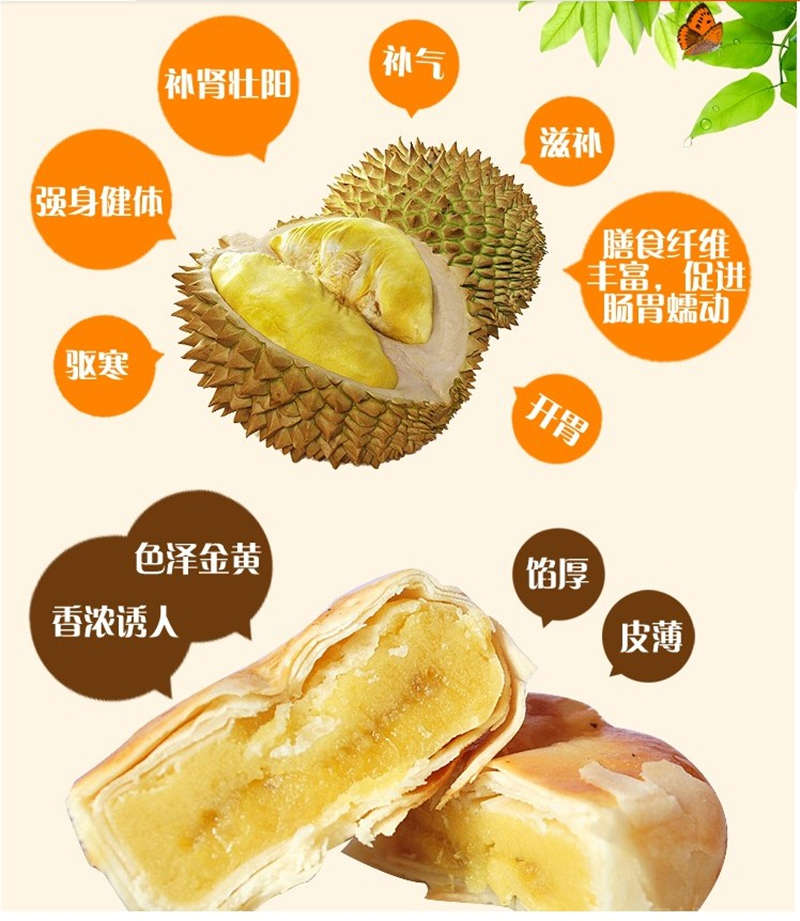 补肾壮阳
补气
滋补
强身健体
膳食纤维
丰富，促进
肠胃蠕动
驱寒
开胃
色泽金黄
香浓诱人
馅厚
皮薄